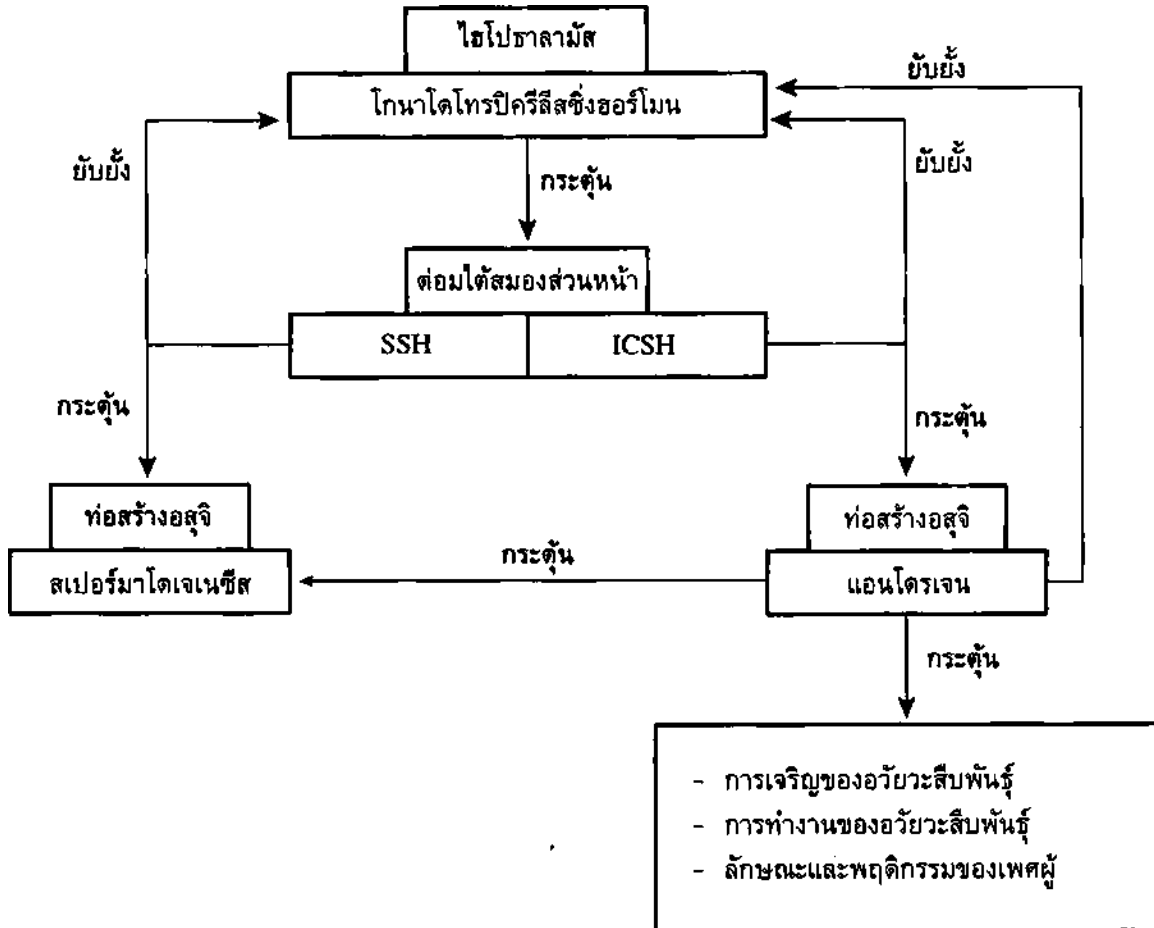 ไฮโปธาลามัส
โกนาโดโทรปิครีลีสซิ่งฮอร์โมน
ยับยั้ง
ยับยั้ง
ยับยั้ง
กระตุ้น
ต่อมใต้สมองส่วนหน้า
SSH
ICSH
กระตุ้น
กระตุ้น
ท่อสร้างอสุจิ
ท่อสร้างอสุจิ
สเปอร์มาโตเจเนซีส
กระตุ้น
แอนโดรเจน
กระตุ้น
- การเจริญของอวัยวะสืบพันธุ์
- การทำงานของอวัยวะสืบพันธุ์
- ลักษณะและพฤติกรรมของเพศผู้